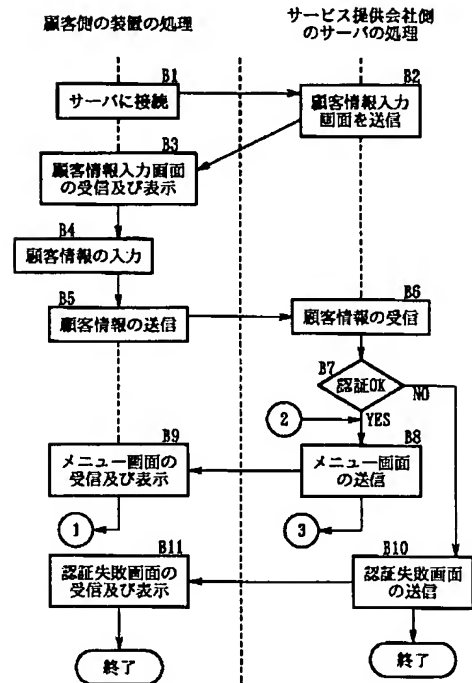 顧客側の装置の処理
サービス提供会社側
のサーバの処理
B1
サーバに接続
B2
顧客情報入力
画面を送信
B3
顧客情報入力画面
の受信及び表示
B4
顧客情報の入力
B5
顧客情報の送信
B6
顧客情報の受信
B7
認証OK
NO
2
YES
B9
メニュー画面の
受信及び表示
B8
メニュー画面
の送信
1
3
B11
認証失敗画面の
受信及び表示
B10
認証失敗画面
の送信
終了
終了